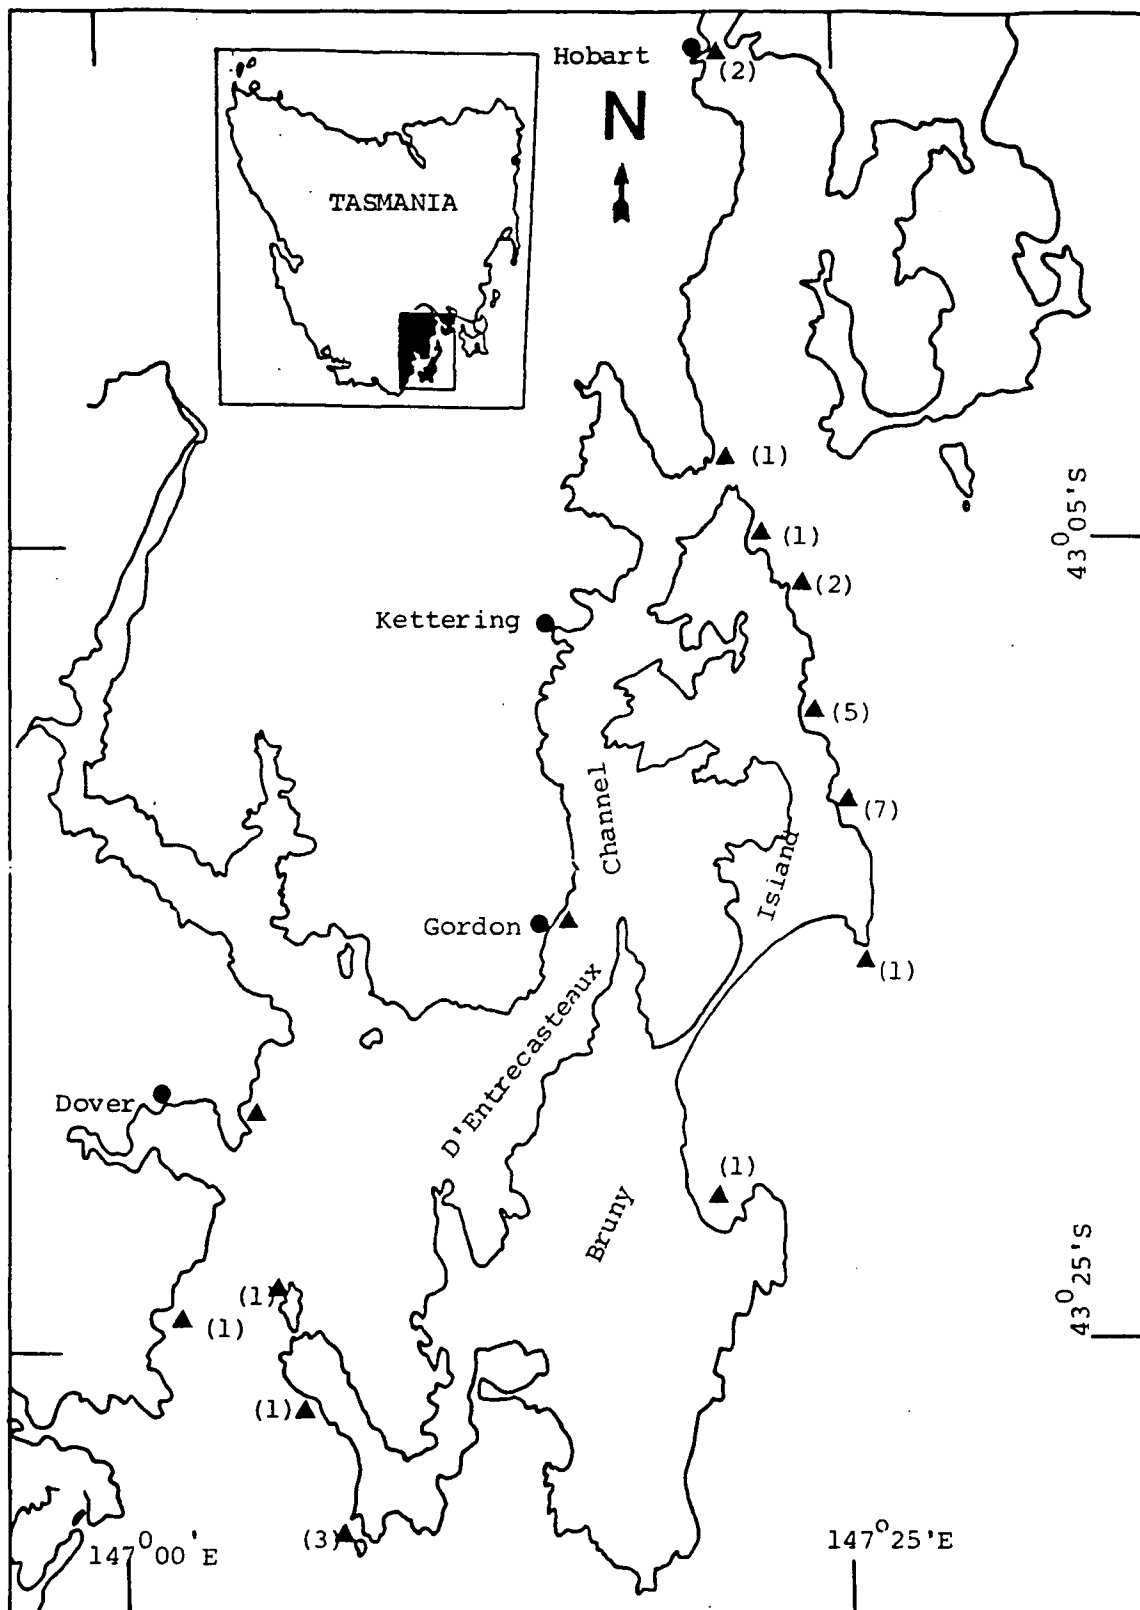 Hobart
(2)
N
TASMANIA
(1)
43°05'S
(1)
(2)
Kettering
(5)
(7)
Channel
Island
Gordon
(1)
D'Entrecasteaux
Dover
(1)
Bruny
43°25'S
(1)
(1)
(1)
(3)
147°00'E
147°25'E